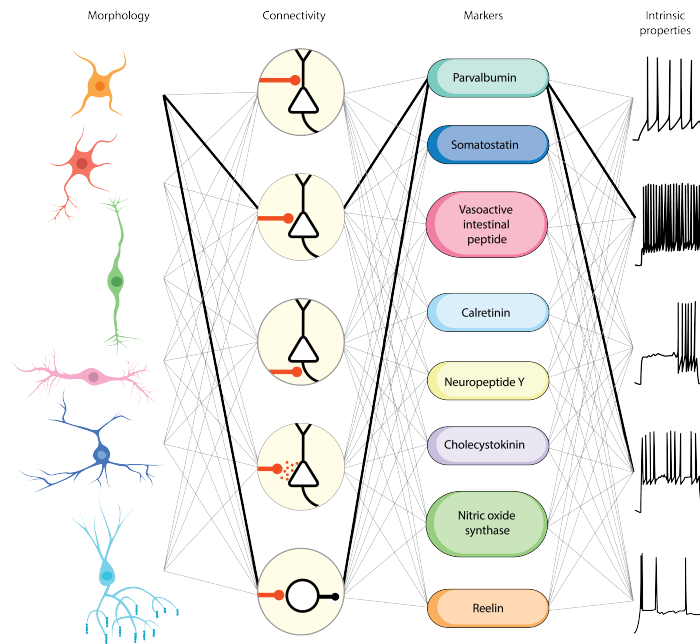 Morphology
Connectivity
Markers
Intrinsic
properties
Parvalbumin
Somatostatin
Vasoactive
intestinal
peptide
Calretinin
Neuropeptide Y
Cholecystokinin
Nitric oxide
synthase
Reelin